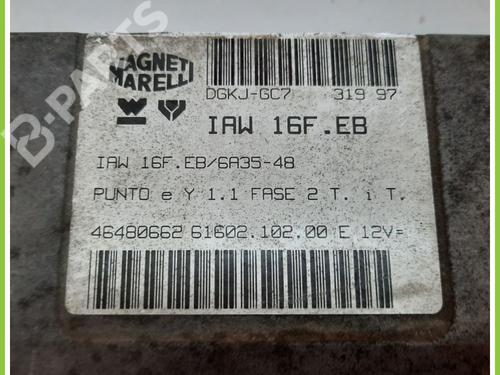 B-PARTS
MAGNETI
MARELLI
DGKJ-GC7 319 97
IAW 16F.EB
IAW 16F.EB/6A35-48
PUNTO e Y 1.1 FASE 2 T. i T.
46480662 61602.102.00 E 12V=